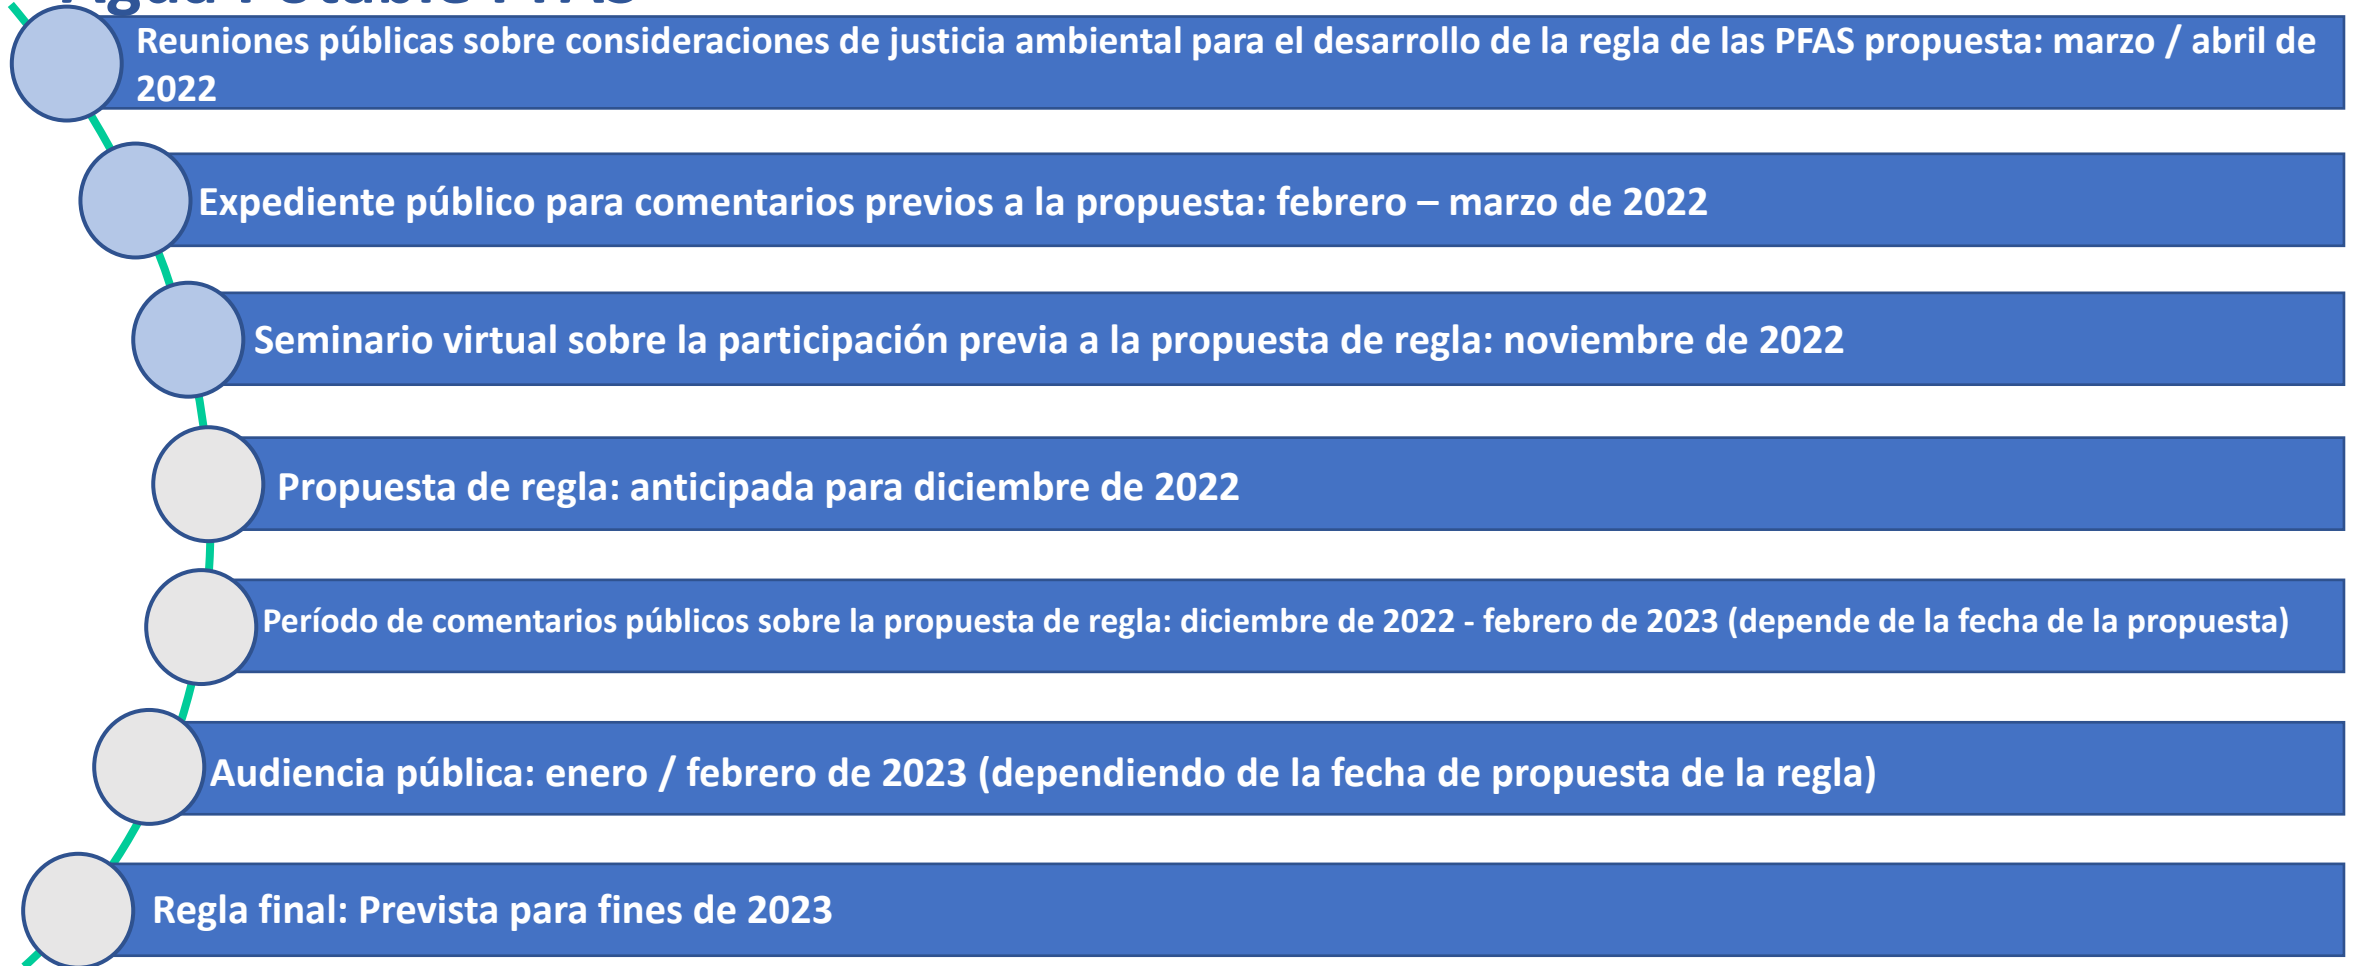 Reuniones públicas sobre consideraciones de justicia ambiental para el desarrollo de la regla de las PFAS propuesta: marzo / abril de
2022
Expediente público para comentarios previos a la propuesta: febrero – marzo de 2022
Seminario virtual sobre la participación previa a la propuesta de regla: noviembre de 2022
Propuesta de regla: anticipada para diciembre de 2022
Período de comentarios públicos sobre la propuesta de regla: diciembre de 2022 - febrero de 2023 (depende de la fecha de la propuesta)
Audiencia pública: enero / febrero de 2023 (dependiendo de la fecha de propuesta de la regla)
Regla final: Prevista para fines de 2023